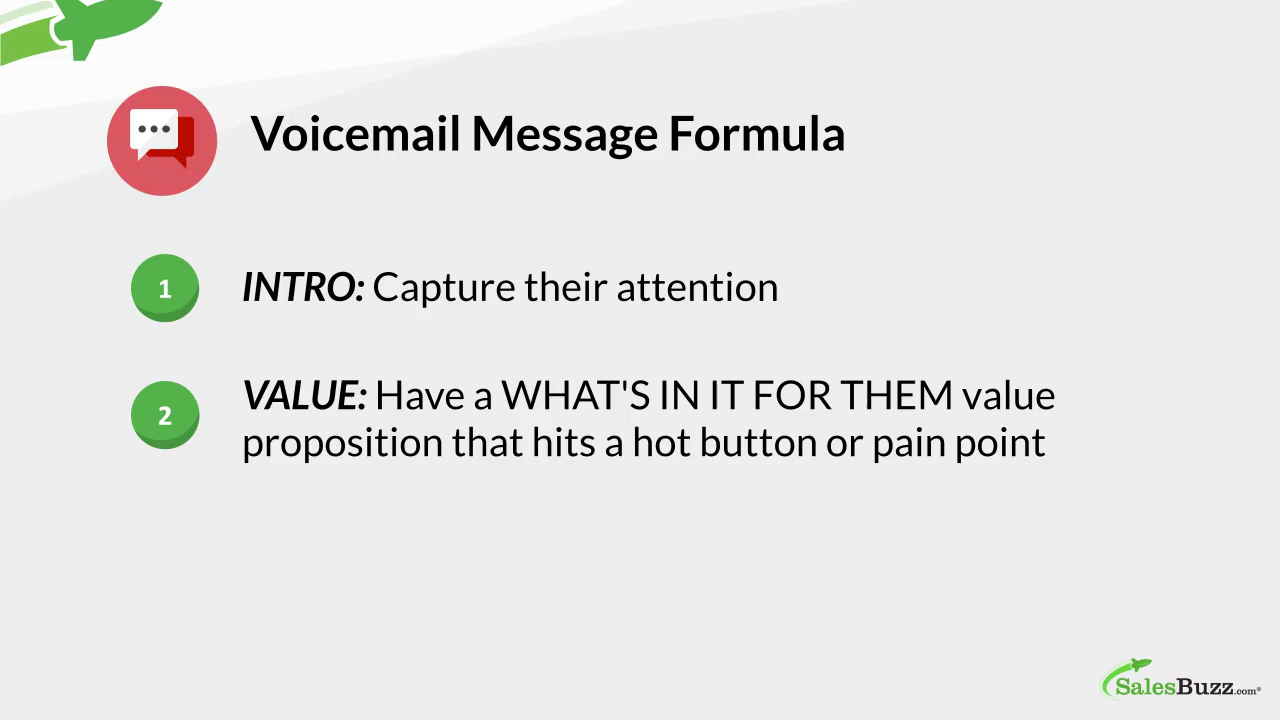 Voicemail Message Formula
1
INTRO: Capture their attention
2
VALUE: Have a WHAT'S IN IT FOR THEM value
proposition that hits a hot button or pain point
SalesBuzz.com®